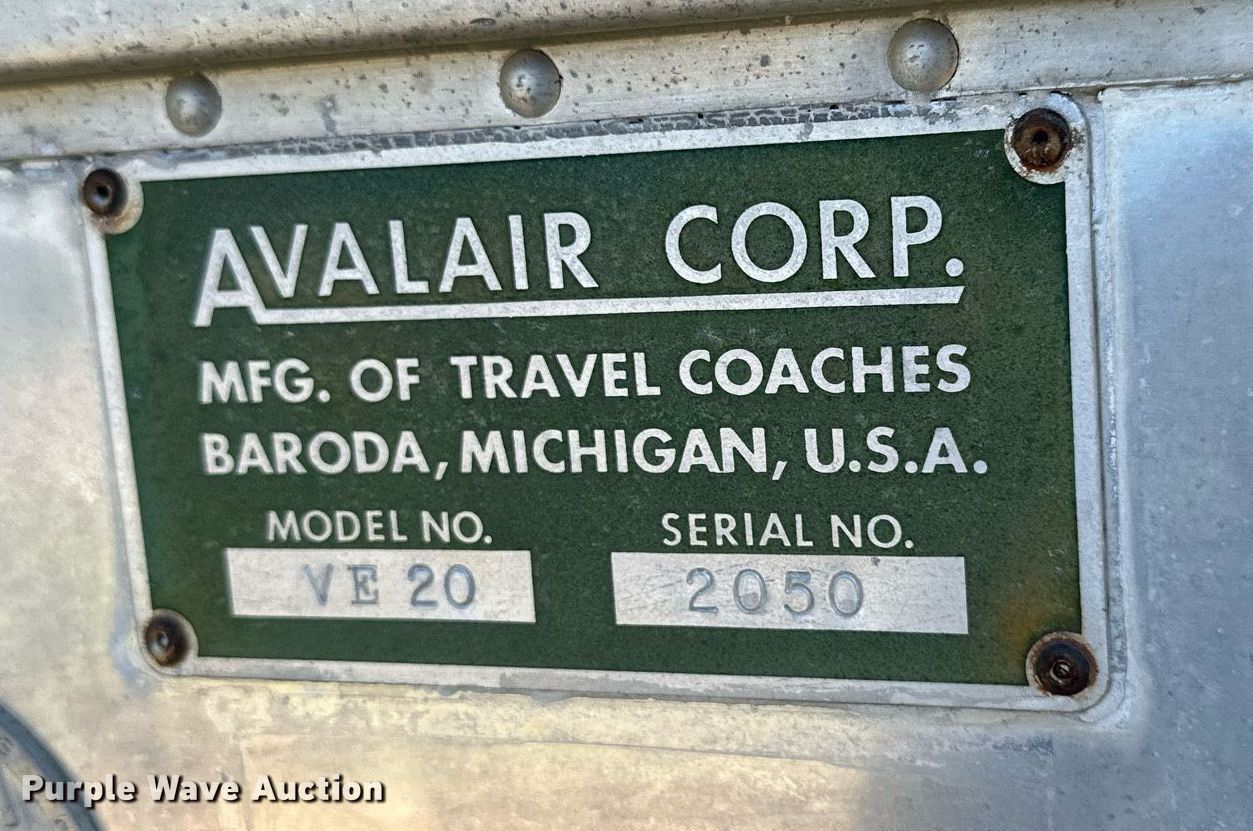 AVALAIR CORP.
MFG. OF TRAVEL COACHES
BARODA, MICHIGAN, U.S.A.
MODEL NO. SERIAL NO.
VE 20 2050
Purple Wave Auction